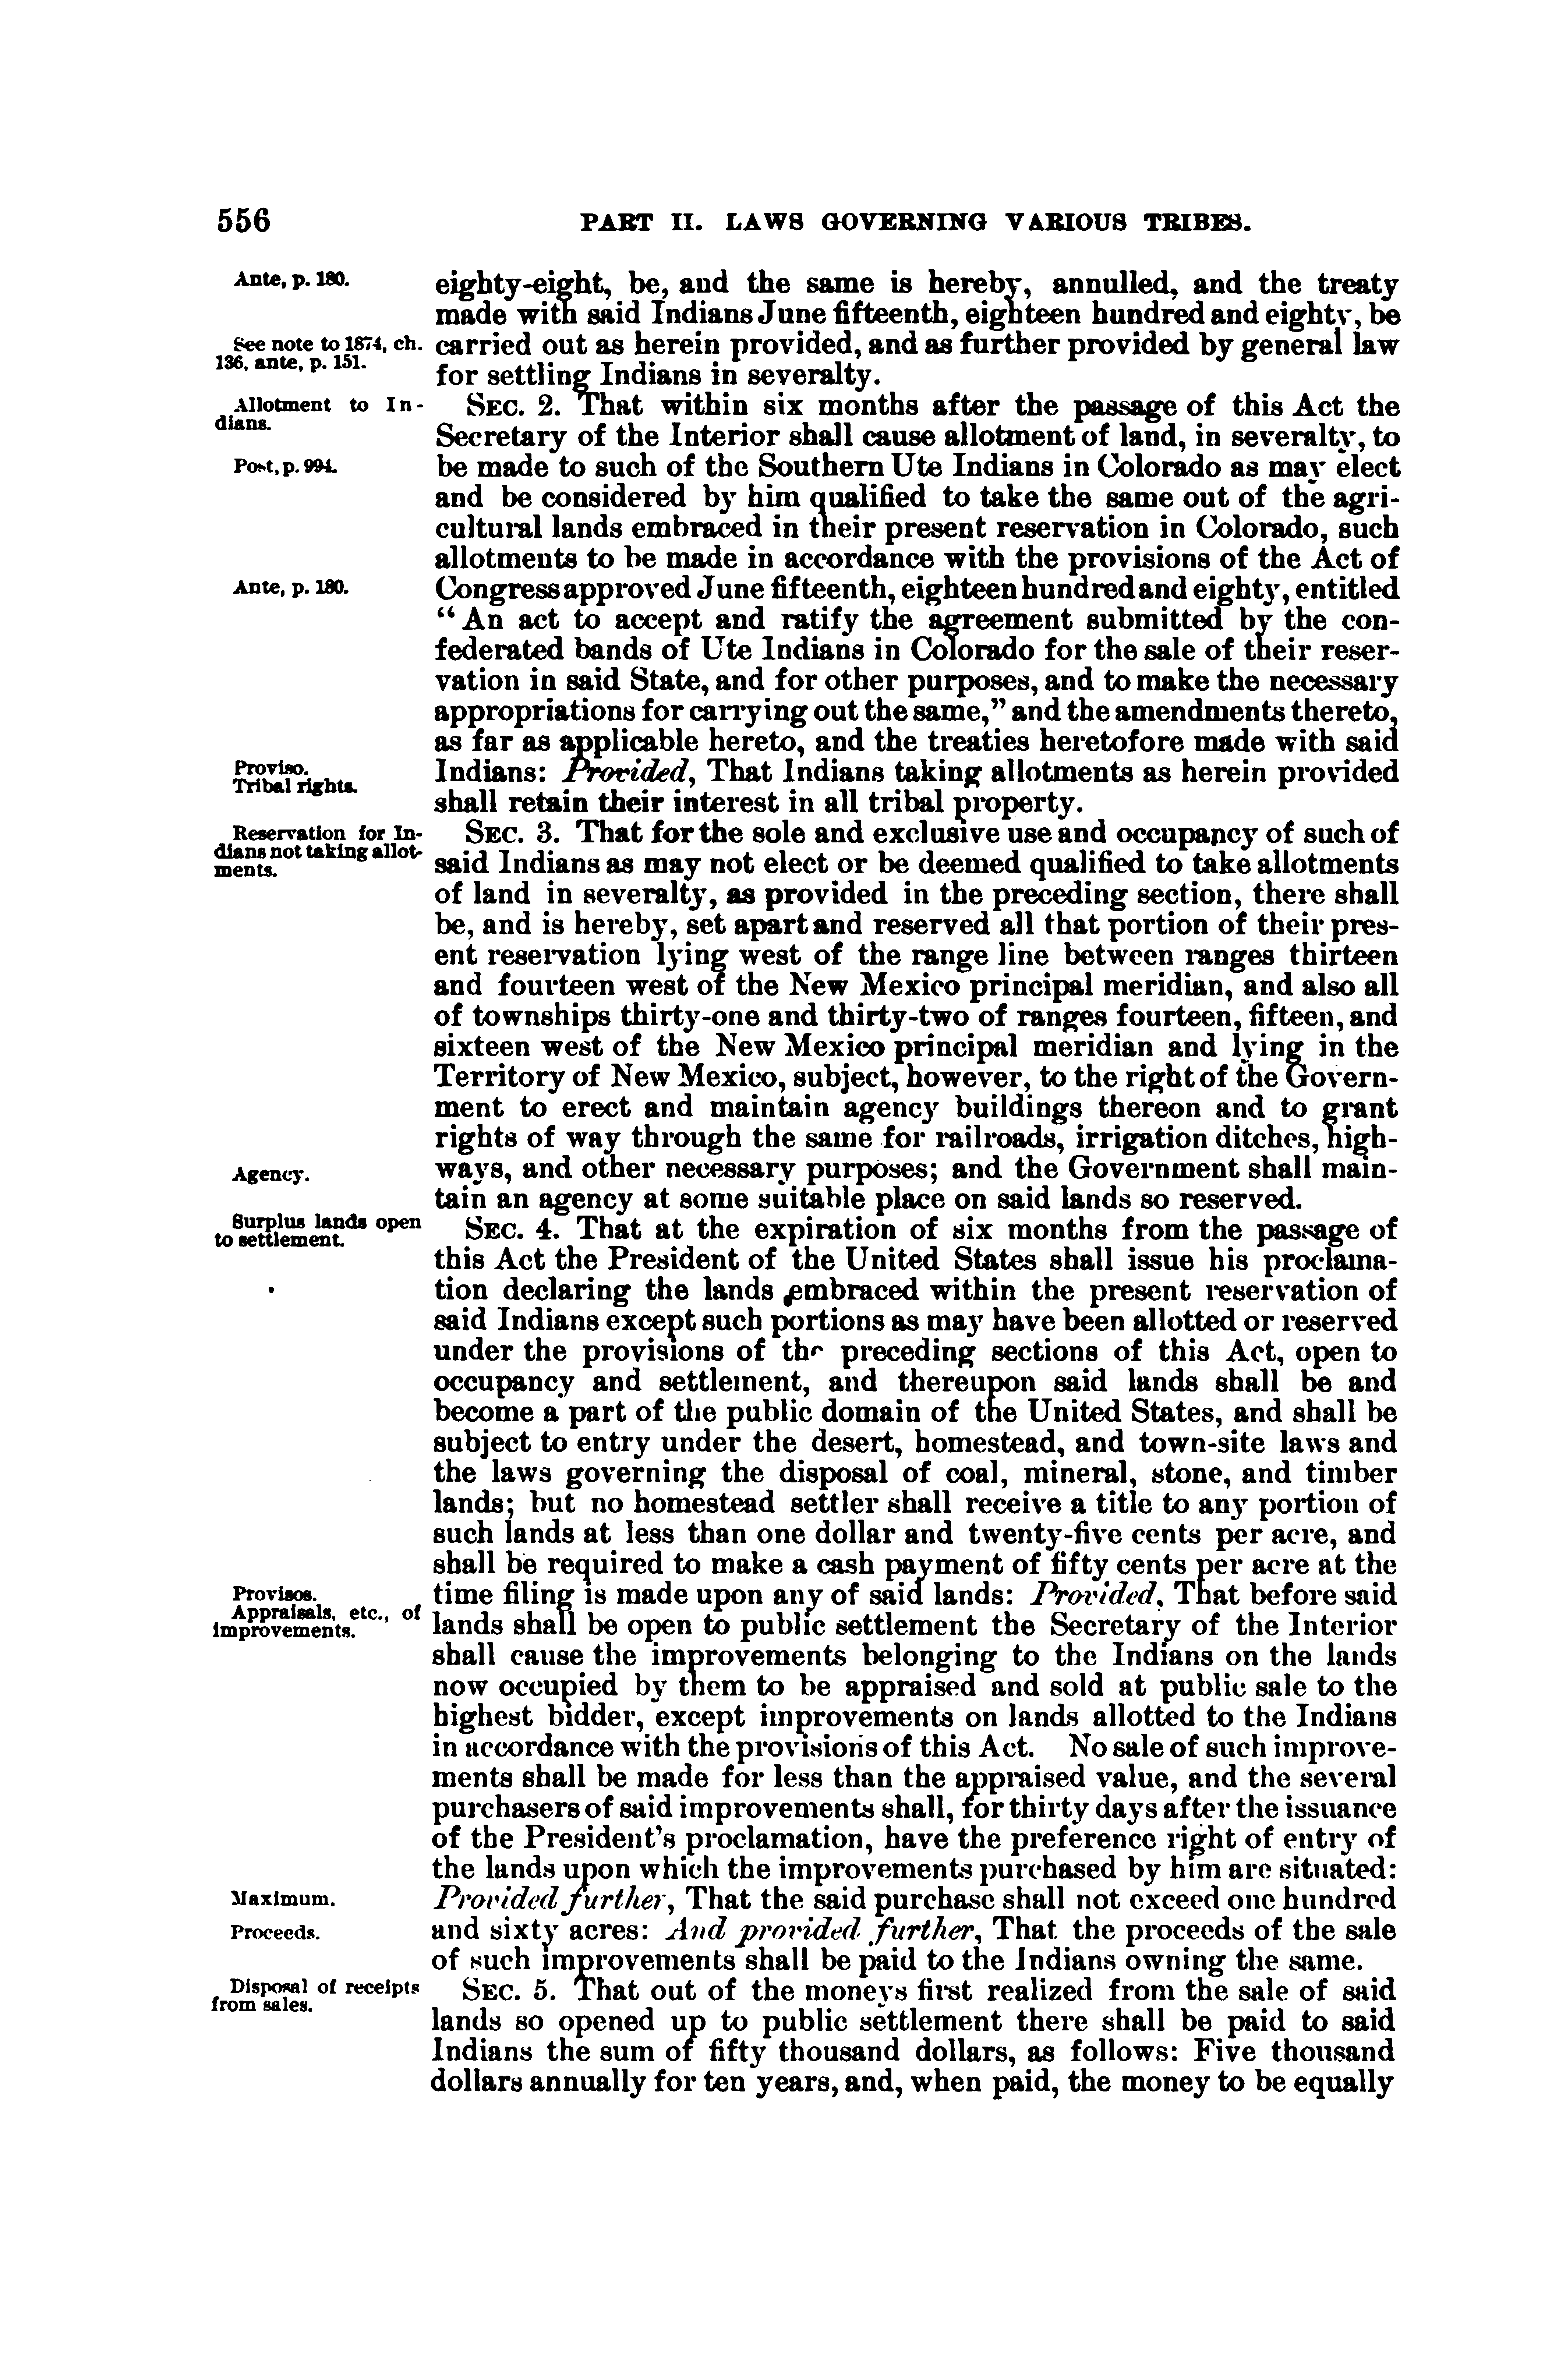 556
PART II. LAWS GOVERNING VARIOUS TRIBES.
Ante, p. 180.
eighty-eight, be, and the same is hereby, annulled, and the treaty
made with said Indians June fifteenth, eighteen hundred and eighty, be
See note to 1874, ch.
136, ante, p. 151.
carried out as herein provided, and as further provided by general law
for settling Indians in severalty.
Allotment to In-
dians.
SEC. 2. That within six months after the passage of this Act the
Secretary of the Interior shall cause allotment of land, in severalty, to
Post, p. 994.
be made to such of the Southern Ute Indians in Colorado as may elect
and be considered by him qualified to take the same out of the agri-
cultural lands embraced in their present reservation in Colorado, such
allotments to be made in accordance with the provisions of the Act of
Ante, p. 180.
Congress approved June fifteenth, eighteen hundred and eighty, entitled
“An act to accept and ratify the agreement submitted by the con-
federated bands of Ute Indians in Colorado for the sale of their reser-
vation in said State, and for other purposes, and to make the necessary
appropriations for carrying out the same,” and the amendments thereto,
as far as applicable hereto, and the treaties heretofore made with said
Proviso.
Tribal rights.
Indians: Provided, That Indians taking allotments as herein provided
shall retain their interest in all tribal property.
Reservation for In-
dians not taking allot-
ments.
SEC. 3. That for the sole and exclusive use and occupancy of such of
said Indians as may not elect or be deemed qualified to take allotments
of land in severalty, as provided in the preceding section, there shall
be, and is hereby, set apart and reserved all that portion of their pres-
ent reservation lying west of the range line between ranges thirteen
and fourteen west of the New Mexico principal meridian, and also all
of townships thirty-one and thirty-two of ranges fourteen, fifteen, and
sixteen west of the New Mexico principal meridian and lying in the
Territory of New Mexico, subject, however, to the right of the Govern-
ment to erect and maintain agency buildings thereon and to grant
rights of way through the same for railroads, irrigation ditches, high-
Agency.
ways, and other necessary purposes; and the Government shall main-
tain an agency at some suitable place on said lands so reserved.
Surplus lands open
to settlement.
SEC. 4. That at the expiration of six months from the passage of
this Act the President of the United States shall issue his proclama-
tion declaring the lands embraced within the present reservation of
said Indians except such portions as may have been allotted or reserved
under the provisions of the preceding sections of this Act, open to
occupancy and settlement, and thereupon said lands shall be and
become a part of the public domain of the United States, and shall be
subject to entry under the desert, homestead, and town-site laws and
the laws governing the disposal of coal, mineral, stone, and timber
lands; but no homestead settler shall receive a title to any portion of
such lands at less than one dollar and twenty-five cents per acre, and
shall be required to make a cash payment of fifty cents per acre at the
Provisos.
Appraisals, etc., of
improvements.
time filing is made upon any of said lands: Provided, That before said
lands shall be open to public settlement the Secretary of the Interior
shall cause the improvements belonging to the Indians on the lands
now occupied by them to be appraised and sold at public sale to the
highest bidder, except improvements on lands allotted to the Indians
in accordance with the provisions of this Act. No sale of such improve-
ments shall be made for less than the appraised value, and the several
purchasers of said improvements shall, for thirty days after the issuance
of the President's proclamation, have the preference right of entry of
the lands upon which the improvements purchased by him are situated:
Maximum.
Provided further, That the said purchase shall not exceed one hundred
Proceeds.
and sixty acres: And provided further, That the proceeds of the sale
of such improvements shall be paid to the Indians owning the same.
Disposal of receipts
from sales.
SEC. 5. That out of the moneys first realized from the sale of said
lands so opened up to public settlement there shall be paid to said
Indians the sum of fifty thousand dollars, as follows: Five thousand
dollars annually for ten years, and, when paid, the money to be equally